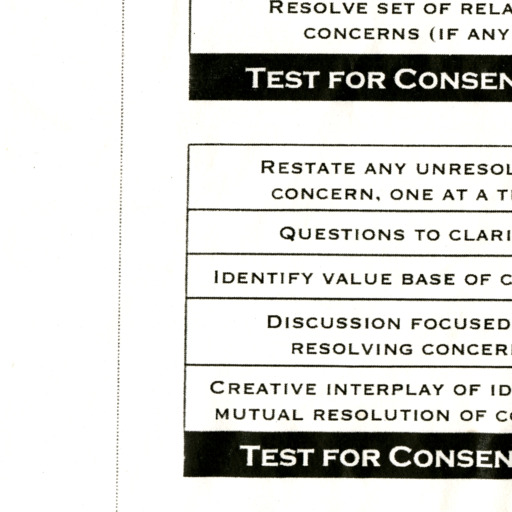 RESOLVE SET OF RELA
CONCERNS (IF ANY
TEST FOR CONSEN
RESTATE ANY UNRESOL
CONCERN, ONE AT A T
QUESTIONS TO CLARI
IDENTIFY VALUE BASE OF C
DISCUSSION FOCUSED
RESOLVING CONCER
CREATIVE INTERPLAY OF ID
MUTUAL RESOLUTION OF CO
TEST FOR CONSEN